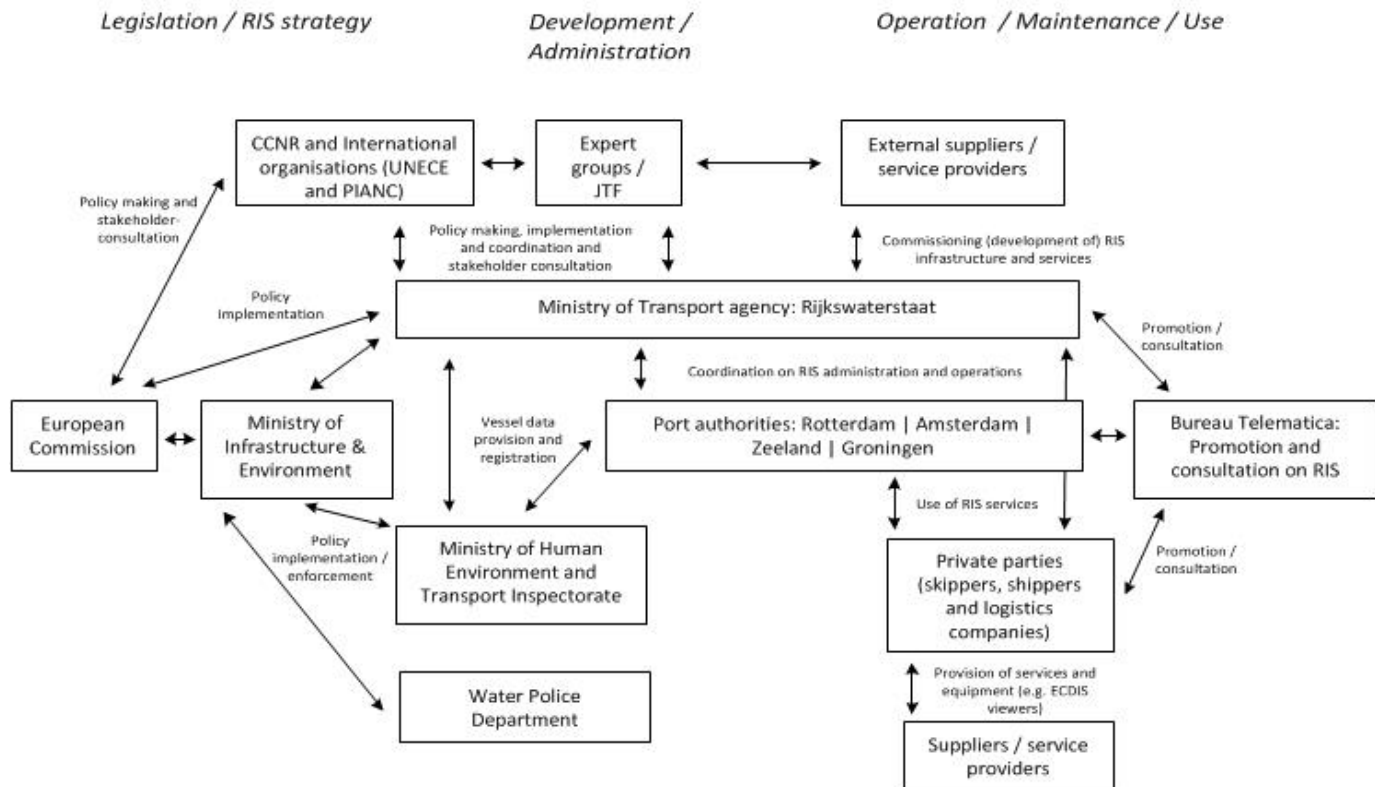 Legislation / RIS strategy
Development /
Administration
Operation / Maintenance / Use
CCNR and International
organisations (UNECE
and PIANC)
Expert
groups /
JTF
External suppliers /
service providers
Policy making and
stakeholder-
consultation
Policy making, implementation
and coordination and
stakeholder consultation
Commissioning (development of) RIS
infrastructure and services
Policy
implementation
Ministry of Transport agency: Rijkswaterstaat
Promotion /
consultation
Coordination on RIS administration and operations
European
Commission
Ministry of
Infrastructure &
Environment
Vessel data
provision and
registration
Port authorities: Rotterdam | Amsterdam |
Zeeland | Groningen
Bureau Telematica:
Promotion and
consultation on RIS
Use of RIS services
Policy
implementation /
enforcement
Ministry of Human
Environment and
Transport Inspectorate
Private parties
(skippers, shippers
and logistics
companies)
Promotion /
consultation
Water Police
Department
Provision of services and
equipment (e.g. ECDIS
viewers)
Suppliers / service
providers